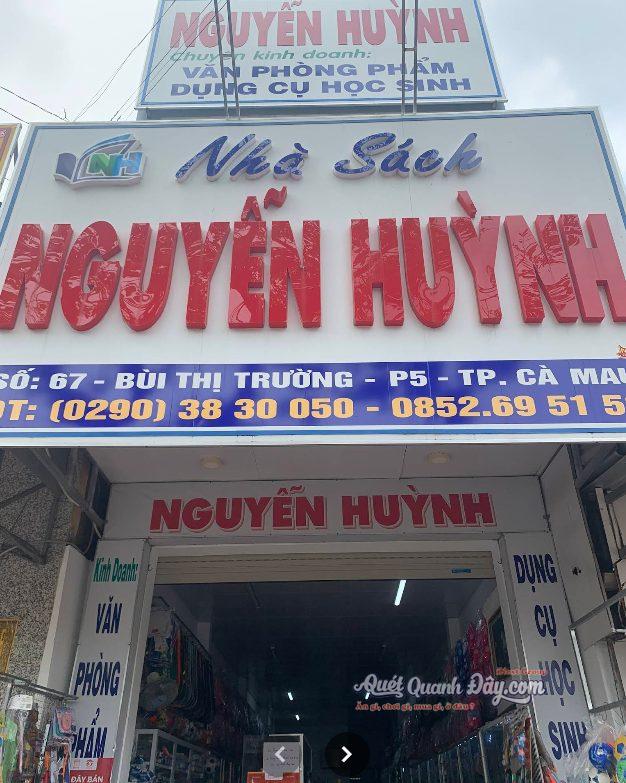 NGUYỄN HUỲNH
Chuyên kinh doanh:
VĂN PHÒNG PHẨM
DỤNG CỤ HỌC SINH
NH
Nhà Sách
NGUYỄN HUỲNH
SỐ: 67 - BÙI THỊ TRƯỜNG - P5 - TP. CÀ MAU
ĐT: (0290) 38 30 050 - 0852.69 51 5
NGUYỄN HUỲNH
Kinh Doanh:
VĂN
PHÒNG
PHẨM
DỤNG
CỤ
HỌC
SINH
Quét Quanh Đây.com
Ăn gì, chơi gì, mua gì, ở đâu ?
ĐÂY BÁN